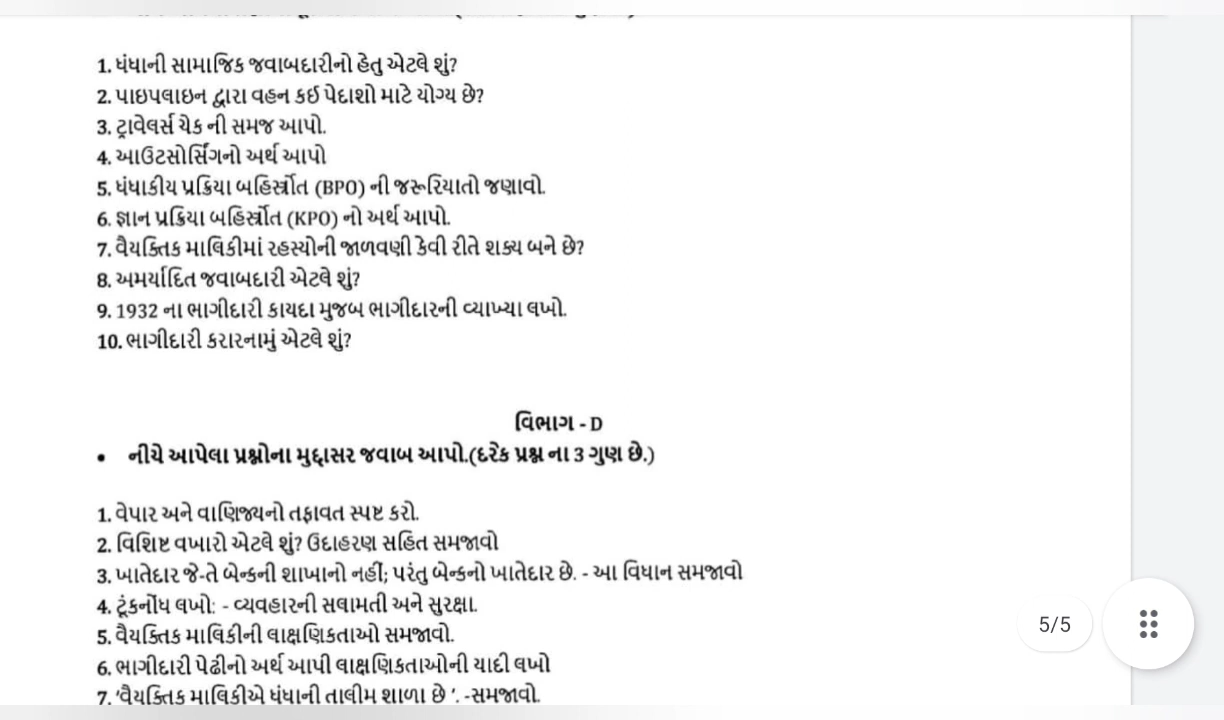 1. ધંધાની સામાજિક જવાબદારીનો હેતુ એટલે શું?
2. પાઇપલાઇન દ્વારા વહન કઈ પેદાશો માટે યોગ્ય છે?
3. ટ્રાવેલર્સ ચેક ની સમજ આપો.
4. આઉટસોર્સિંગનો અર્થ આપો
5. ધંધાકીય પ્રક્રિયા બહિર્સ્રોત (BPO) ની જરૂરિયાતો જણાવો.
6. જ્ઞાન પ્રક્રિયા બહિર્સ્રોત (KPO) નો અર્થ આપો.
7. વૈયક્તિક માલિકીમાં રહસ્યોની જાળવણી કેવી રીતે શક્ય બને છે?
8. અમર્યાદિત જવાબદારી એટલે શું?
9. 1932 ના ભાગીદારી કાયદા મુજબ ભાગીદારની વ્યાખ્યા લખો.
10. ભાગીદારી કરારનામું એટલે શું?
વિભાગ - D
• નીચે આપેલા પ્રશ્નોના મુદ્દાસર જવાબ આપો.(દરેક પ્રશ્ન ના 3 ગુણ છે.)
1. વેપાર અને વાણિજ્યનો તફાવત સ્પષ્ટ કરો.
2. વિશિષ્ટ વખારો એટલે શું? ઉદાહરણ સહિત સમજાવો
3. ખાતેદાર જે-તે બેન્કની શાખાનો નહીં; પરંતુ બેન્કનો ખાતેદાર છે. - આ વિધાન સમજાવો
4. ટૂંકનોંધ લખો: - વ્યવહારની સલામતી અને સુરક્ષા.
5. વૈયક્તિક માલિકીની લાક્ષણિકતાઓ સમજાવો.
6. ભાગીદારી પેઢીનો અર્થ આપી લાક્ષણિકતાઓની યાદી લખો
7. ‘વૈયક્તિક માલિકીએ ધંધાની તાલીમ શાળા છે ’. -સમજાવો.
5/5